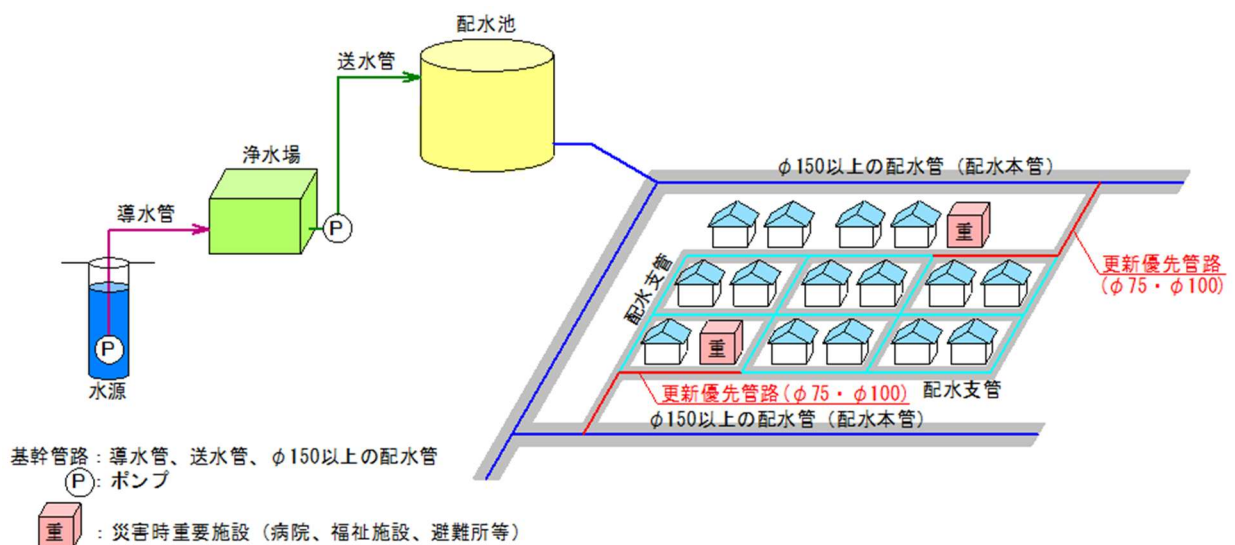 配水池
送水管
浄水場
導水管
P
P
水源
φ150以上の配水管（配水本管）
重
更新優先管路
（φ75・φ100）
配水支管
重
更新優先管路（φ75・φ100）
配水支管
φ150以上の配水管（配水本管）
基幹管路：導水管、送水管、φ150以上の配水管
P：ポンプ
重：災害時重要施設（病院、福祉施設、避難所等）